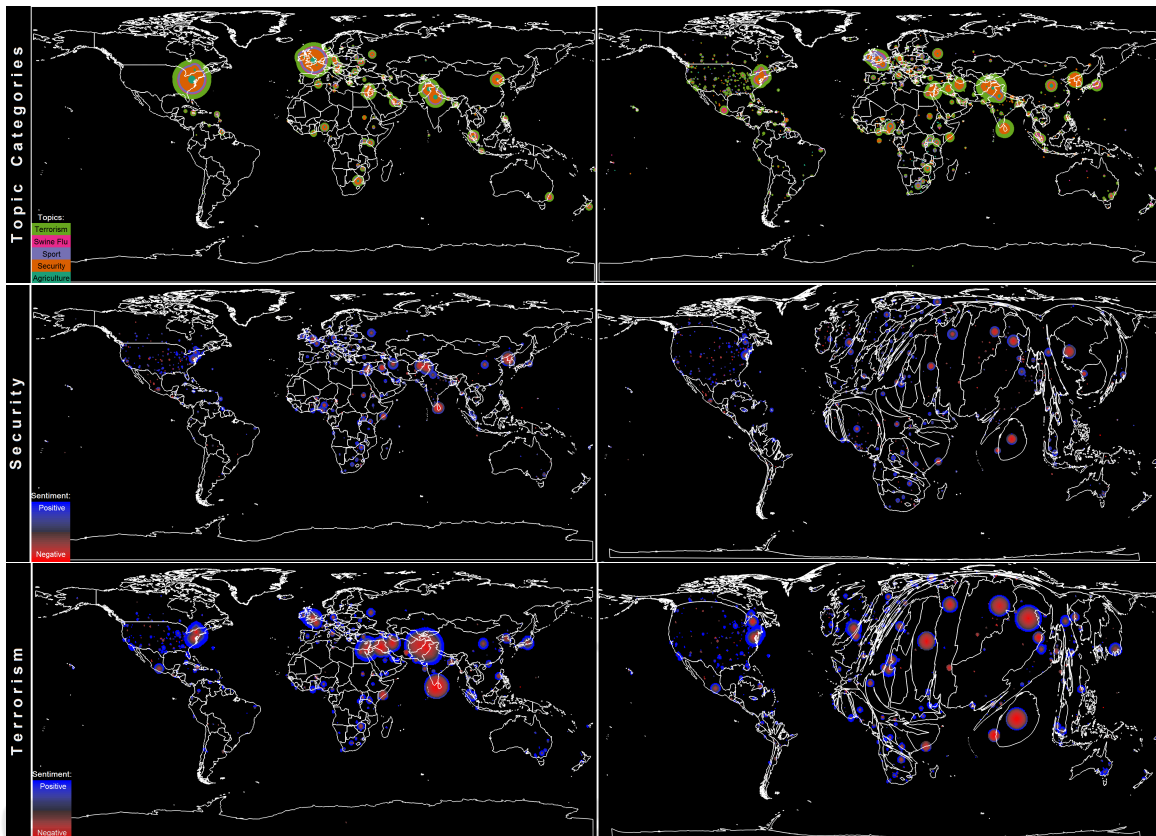 Topic Categories
Topics:
Terrorism
Swine Flu
Sport
Security
Agriculture
Security
Sentiment:
Positive
Negative
Terrorism
Sentiment:
Positive
Negative